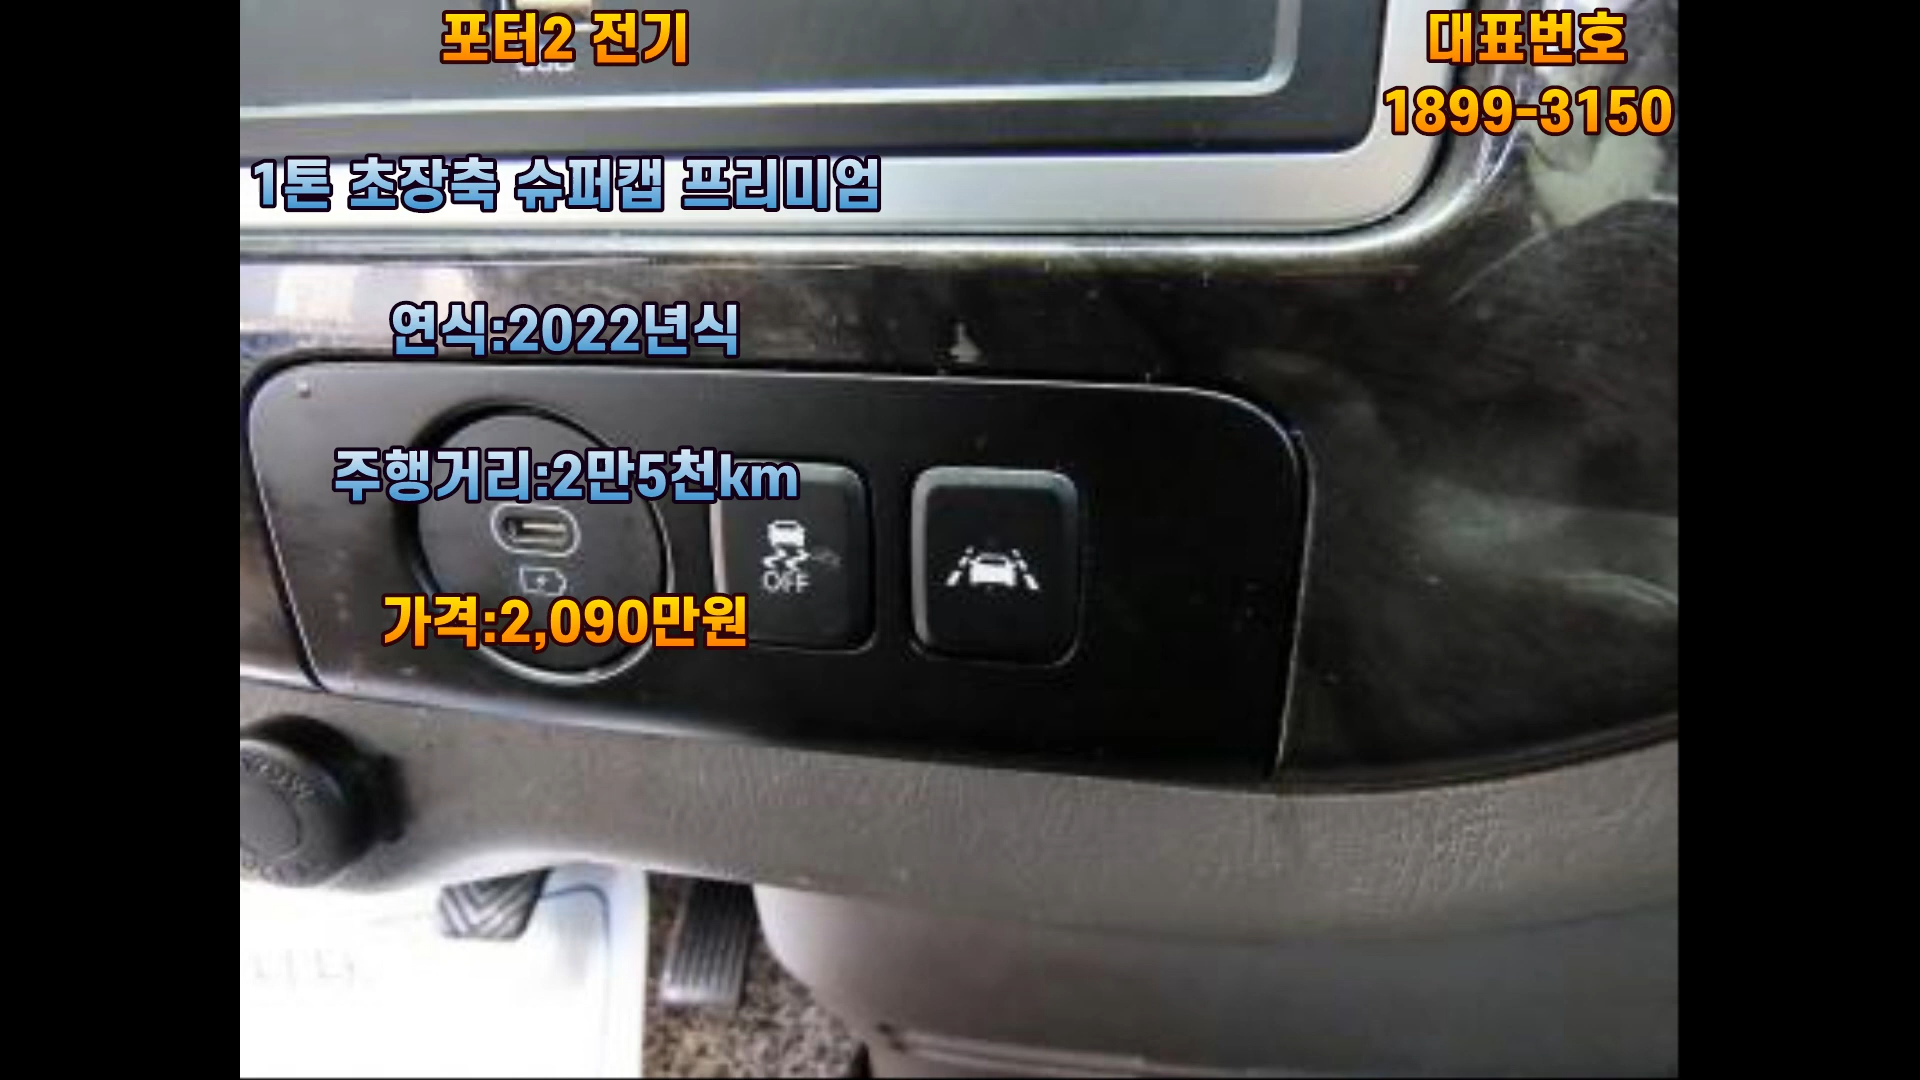 포터2 전기
대표번호
1899-3150
1톤 초장축 슈퍼캡 프리미엄
연식:2022년식
주행거리:2만5천km
OFF
가격:2,090만원